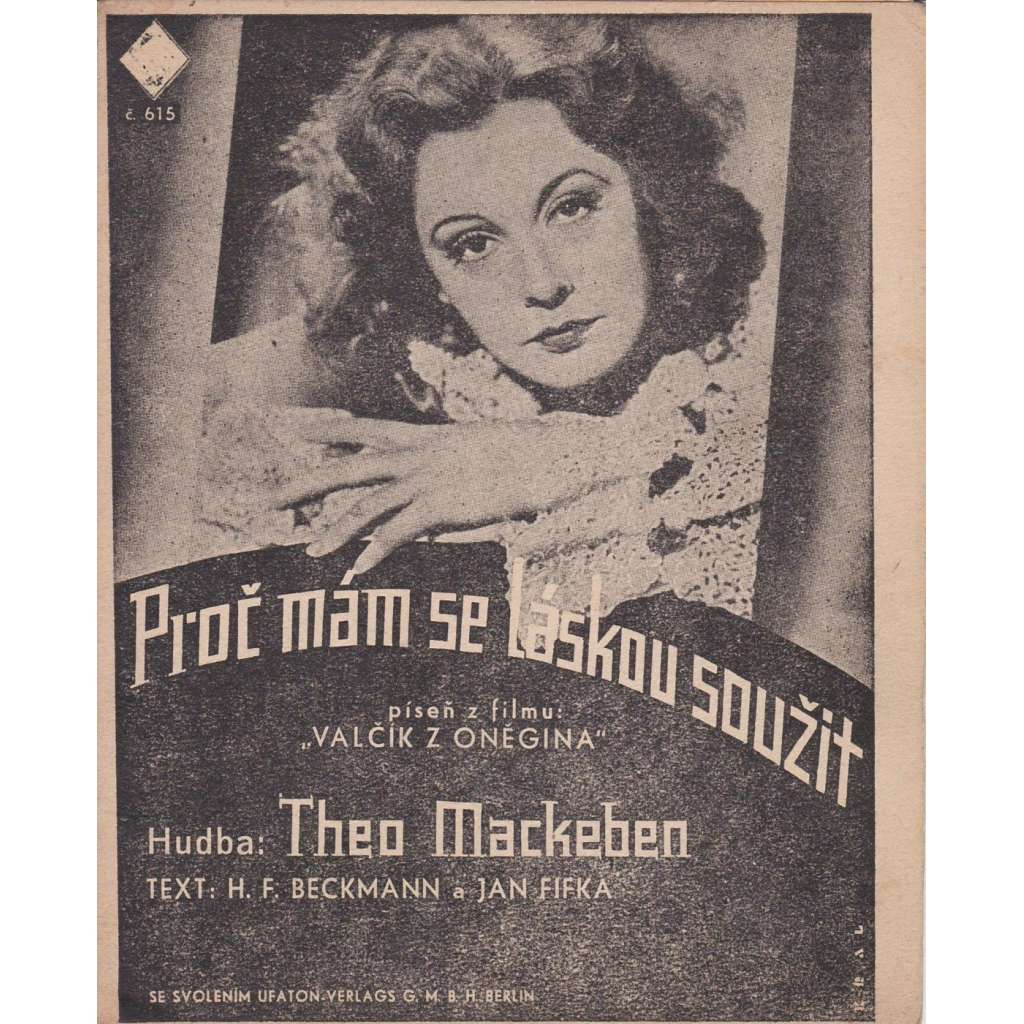 č. 615
Proč mám se láskou soužit
píseň z filmu:
„VALČÍK Z ONĚGINA"
Hudba: Theo Mackeben
TEXT: H. F. BECKMANN a JAN FIFKA
SE SVOLENÍM UFATON-VERLAGS G. M. B. H. BERLIN